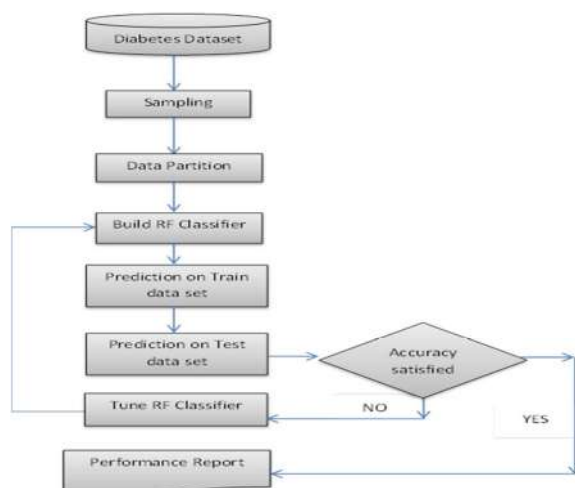 Diabetes Dataset
Sampling
Data Partition
Build RF Classifier
Prediction on Train
data set
Prediction on Test
data set
Accuracy
satisfied
Tune RF Classifier
NO
YES
Performance Report